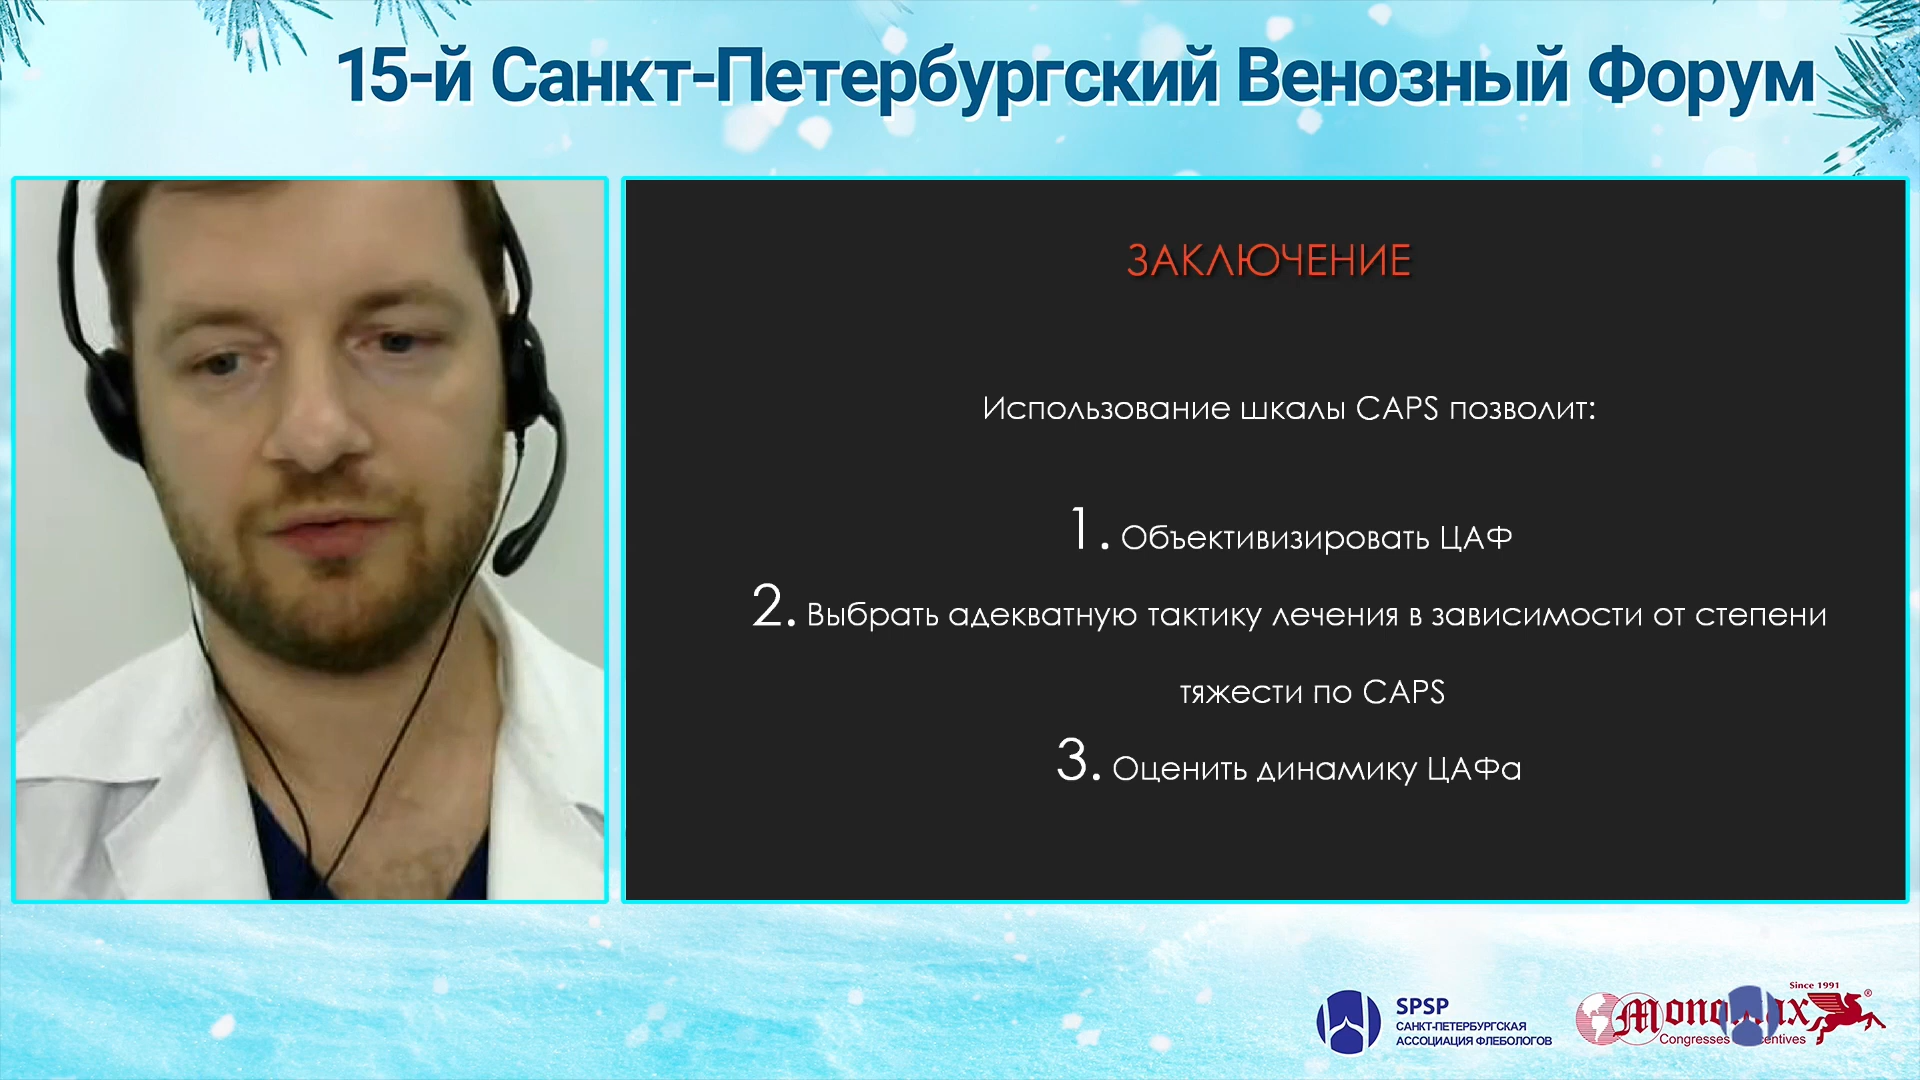 15-й Санкт-Петербургский Венозный Форум
ЗАКЛЮЧЕНИЕ
Использование шкалы CAPS позволит:
1. Объективизировать ЦАФ
2. Выбрать адекватную тактику лечения в зависимости от степени
тяжести по CAPS
3. Оценить динамику ЦАФа
SPSP
САНКТ-ПЕТЕРБУРГСКАЯ
АССОЦИАЦИЯ ФЛЕБОЛОГОВ
Since 1991
Congresses